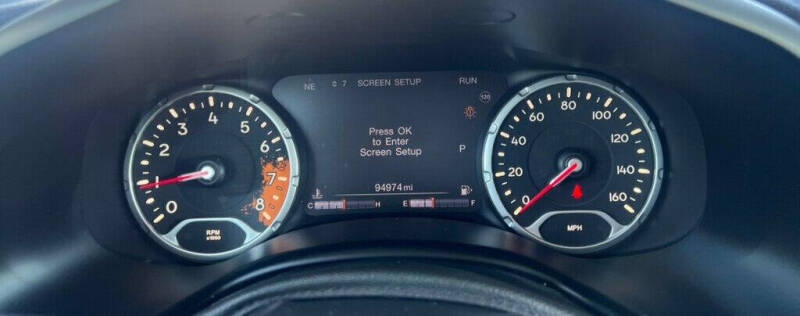 NE 7 SCREEN SETUP RUN
120
Press OK
to Enter
Screen Setup
P
94974 mi
C H E F
0 1 2 3 4 5 6 7 8
RPM
x1000
0 20 40 60 80 100 120 140 160
MPH